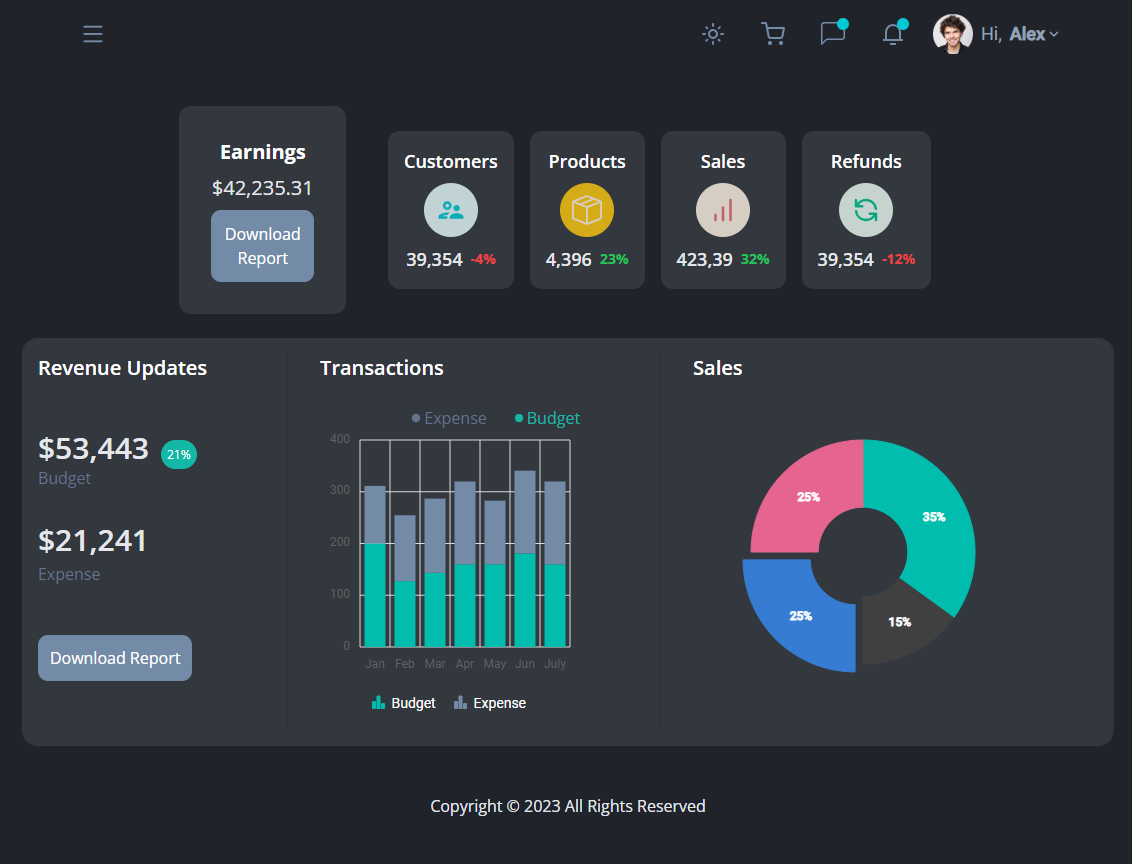 Hi, Alex
Earnings
$42,235.31
Download
Report
Customers
39,354 -4%
Products
4,396 23%
Sales
423,39 32%
Refunds
39,354 -12%
Revenue Updates
$53,443 21%
Budget
$21,241
Expense
Download Report
Transactions
Expense Budget
400
300
200
100
0
Jan Feb Mar Apr May Jun July
Budget Expense
Sales
25%
35%
25%
15%
Copyright © 2023 All Rights Reserved